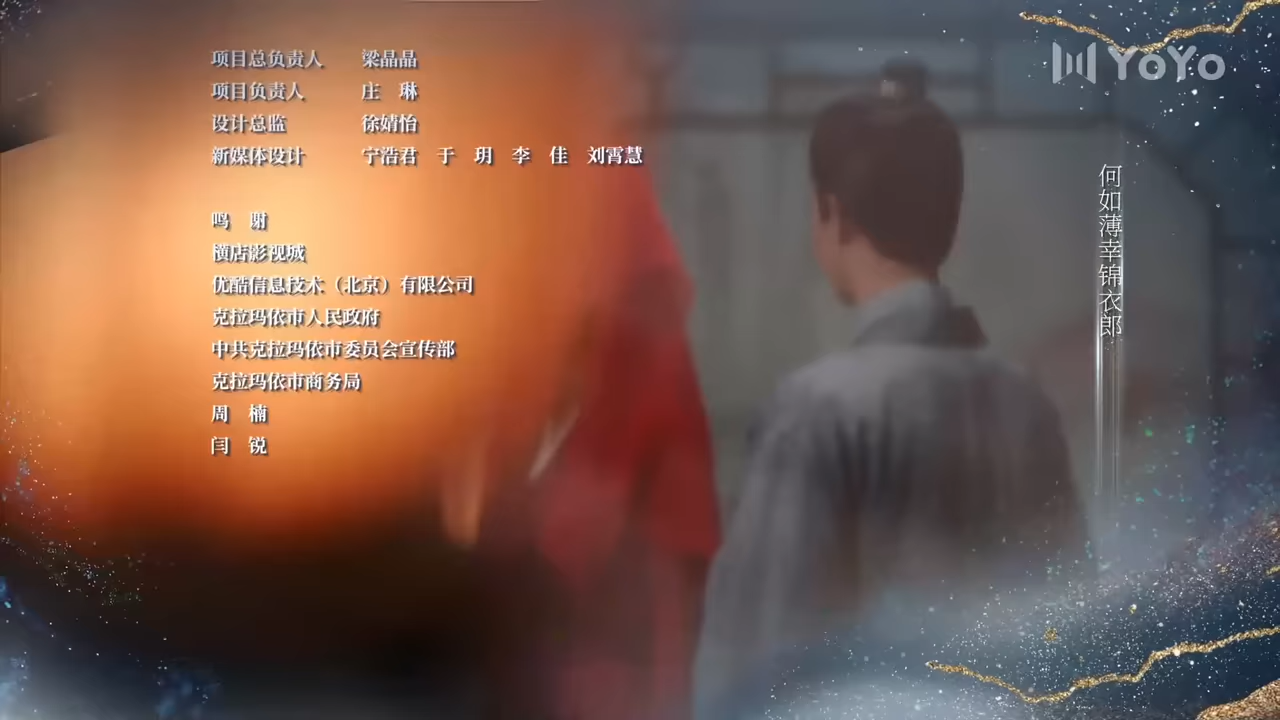 项目总负责人 梁晶晶
项目负责人 庄 琳
设计总监 徐婧怡
新媒体设计 宁浩君 于 玥 李 佳 刘霄慧
鸣 谢
横店影视城
优酷信息技术（北京）有限公司
克拉玛依市人民政府
中共克拉玛依市委员会宣传部
克拉玛依市商务局
周 楠
闫 锐
YoYo
何如薄幸锦衣郎